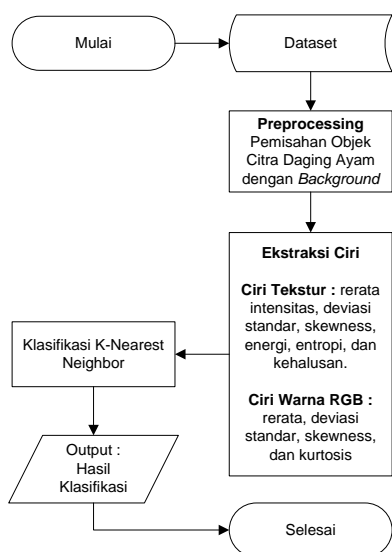 Mulai
Dataset
Preprocessing
Pemisahan Objek
Citra Daging Ayam
dengan Background
Ekstraksi Ciri
Ciri Tekstur : rerata
intensitas, deviasi
standar, skewness,
energi, entropi, dan
kehalusan.
Ciri Warna RGB :
rerata, deviasi
standar, skewness,
dan kurtosis
Klasifikasi K-Nearest
Neighbor
Output :
Hasil
Klasifikasi
Selesai